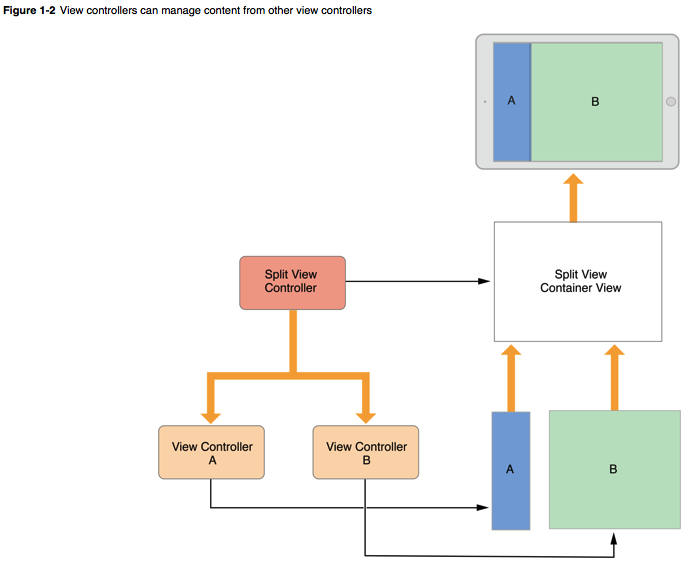 Figure 1-2 View controllers can manage content from other view controllers
A
B
Split View
Controller
Split View
Container View
View Controller
A
View Controller
B
A
B